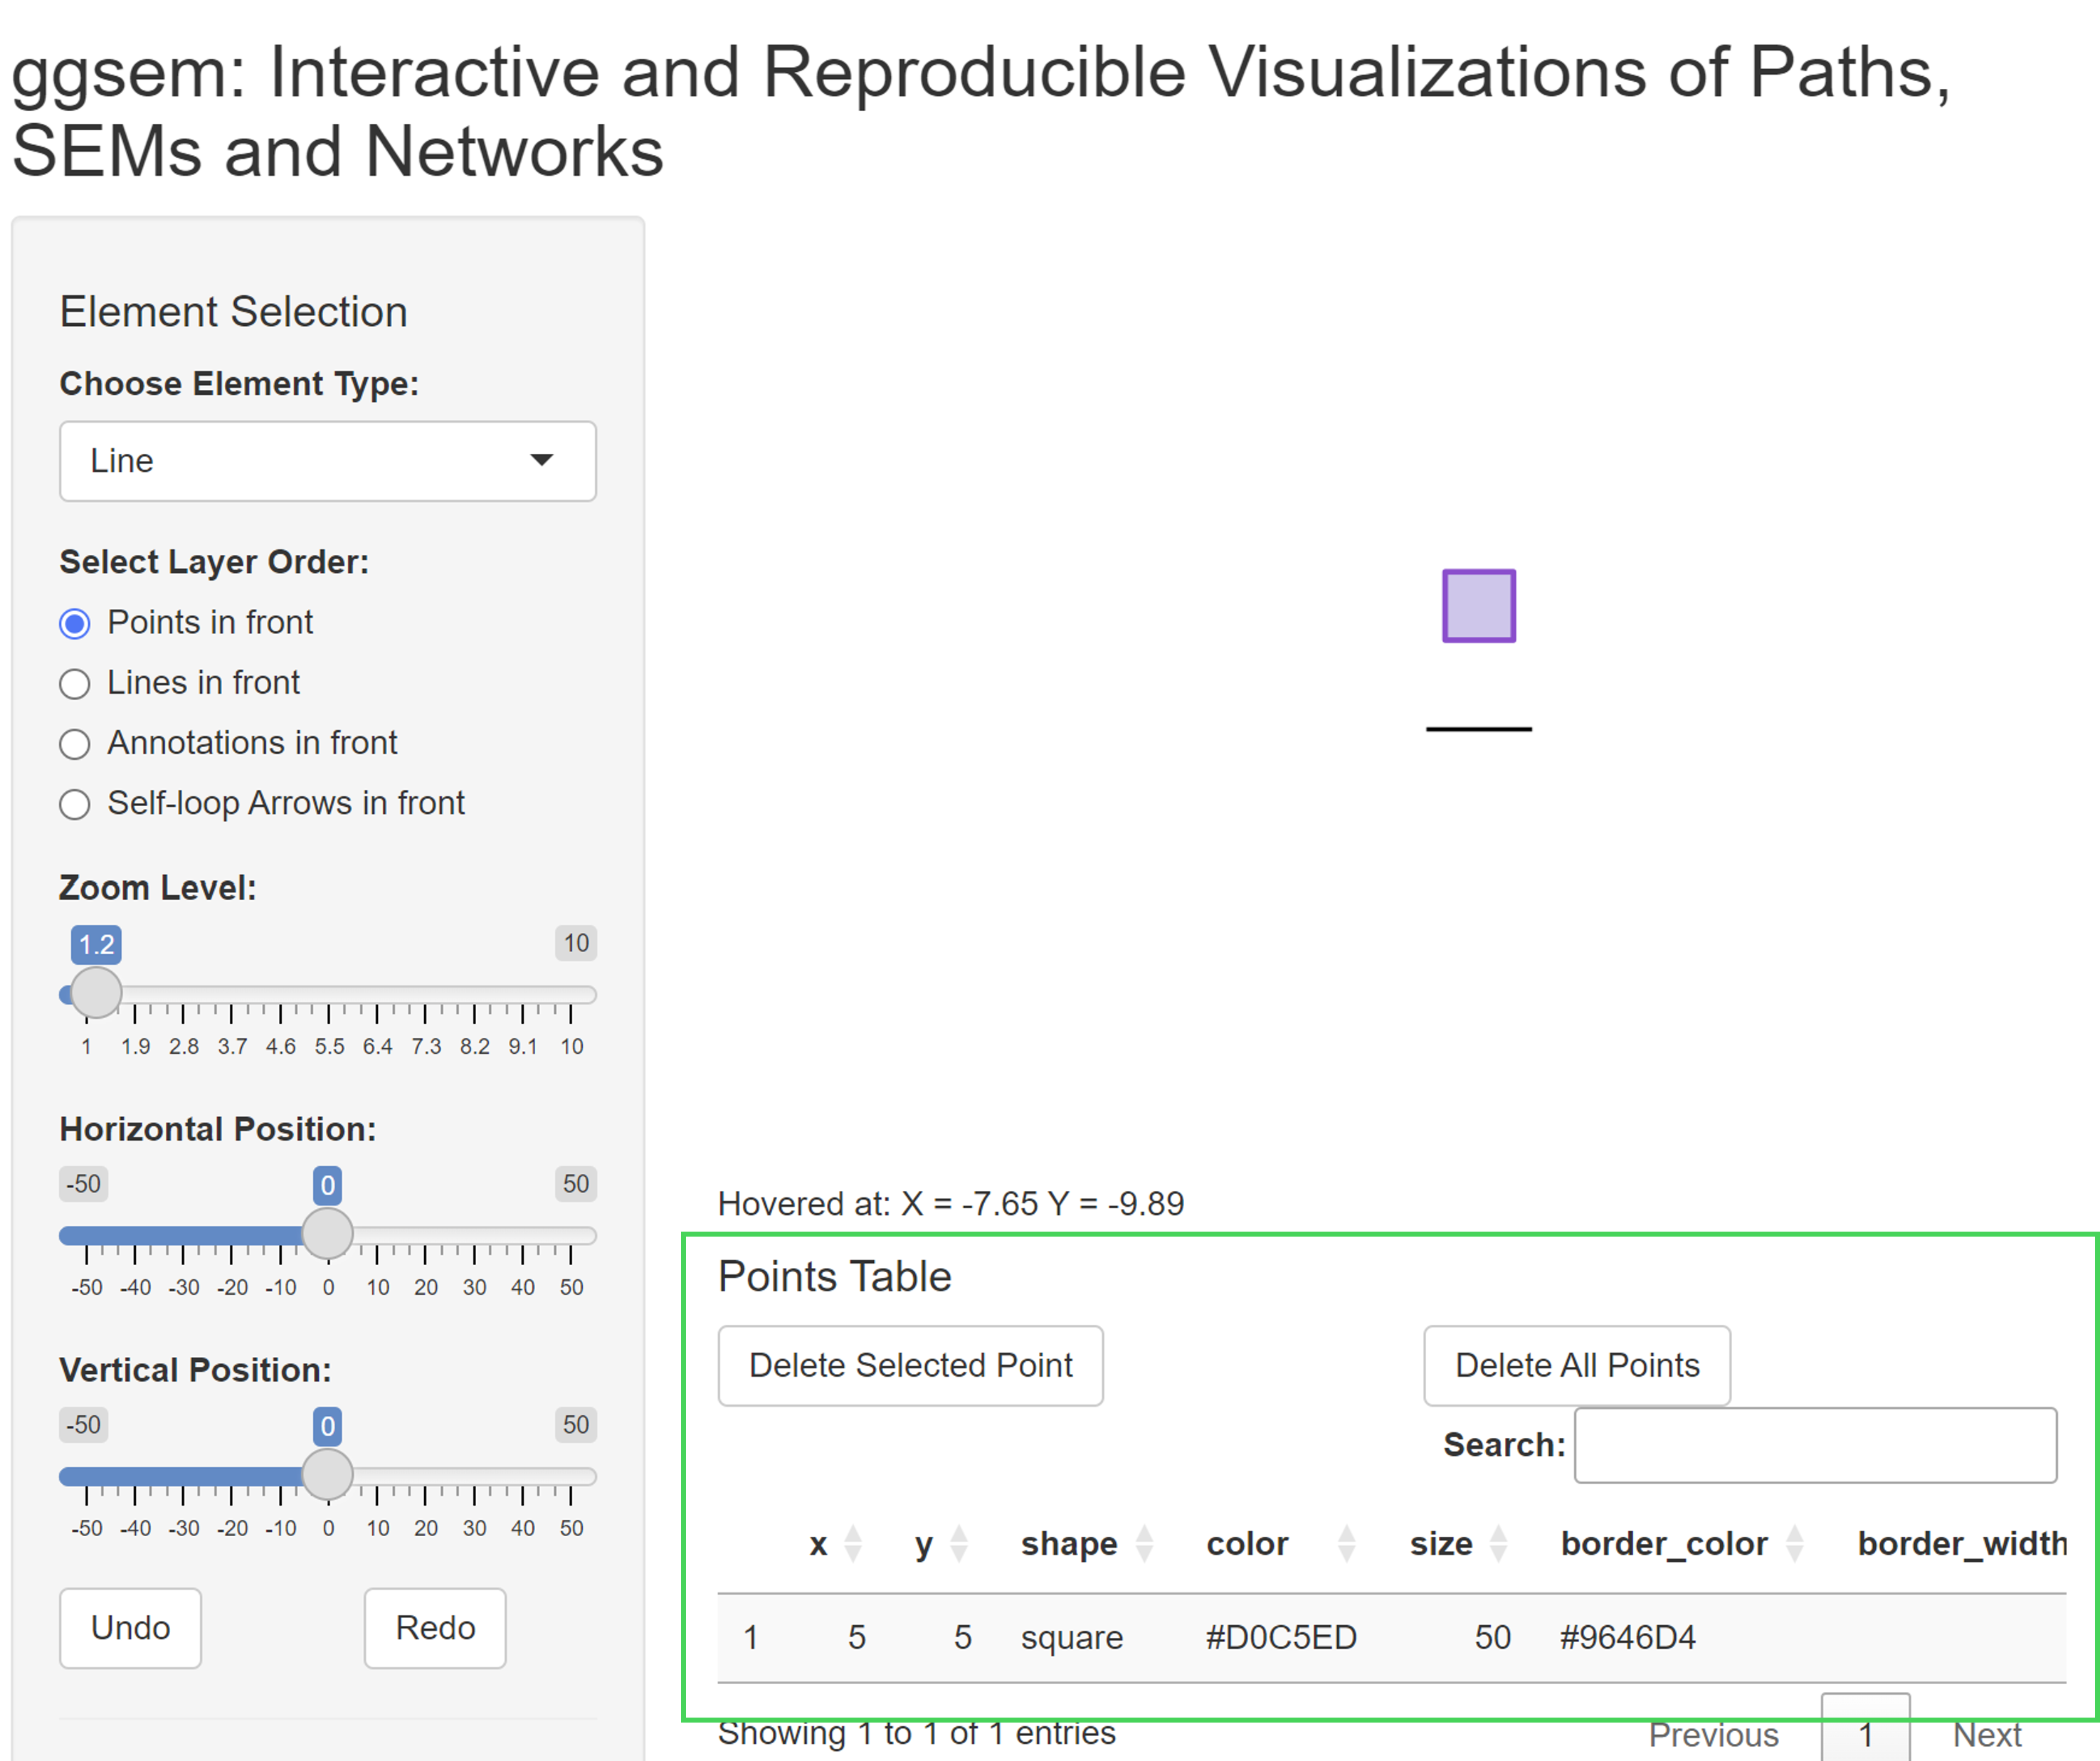 ggsem: Interactive and Reproducible Visualizations of Paths,
SEMs and Networks
Element Selection
Choose Element Type:
Line
Select Layer Order:
Points in front
Lines in front
Annotations in front
Self-loop Arrows in front
Zoom Level:
1.2 10
1 1.9 2.8 3.7 4.6 5.5 6.4 7.3 8.2 9.1 10
Horizontal Position:
-50 0 50
-50 -40 -30 -20 -10 0 10 20 30 40 50
Vertical Position:
-50 0 50
-50 -40 -30 -20 -10 0 10 20 30 40 50
Undo Redo
Hovered at: X = -7.65 Y = -9.89
Points Table
Delete Selected Point Delete All Points
Search:
x y shape color size border_color border_width
1 5 5 square #D0C5ED 50 #9646D4
Showing 1 to 1 of 1 entries Previous 1 Next